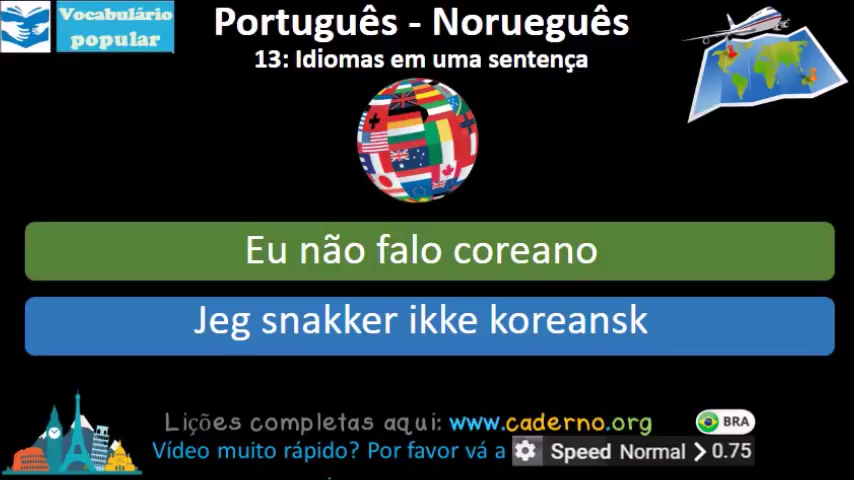 Vocabulário
popular
Português - Norueguês
13: Idiomas em uma sentença
Eu não falo coreano
Jeg snakker ikke koreansk
Lições completas aqui: www.caderno.org
BRA
Vídeo muito rápido? Por favor vá a Speed Normal > 0.75